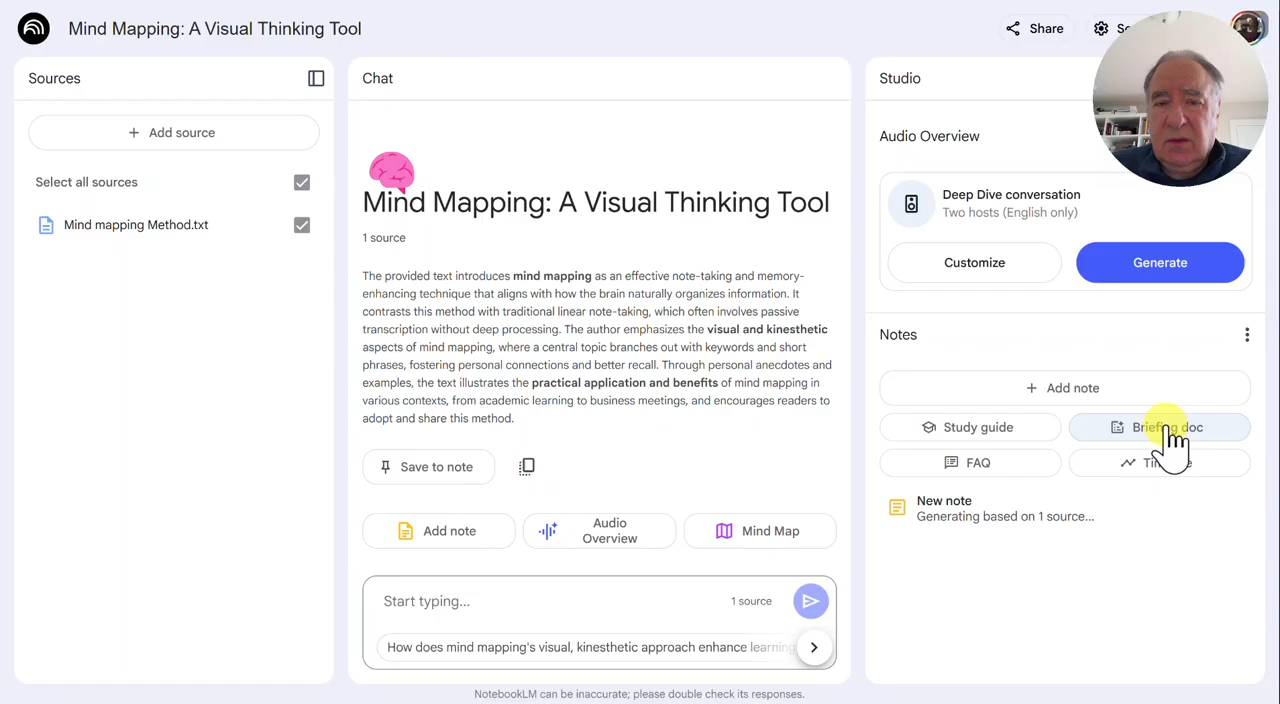 Mind Mapping: A Visual Thinking Tool
Share
Sources
Add source
Select all sources
Mind mapping Method.txt
Chat
Mind Mapping: A Visual Thinking Tool
1 source
The provided text introduces mind mapping as an effective note-taking and memory-
enhancing technique that aligns with how the brain naturally organizes information. It
contrasts this method with traditional linear note-taking, which often involves passive
transcription without deep processing. The author emphasizes the visual and kinesthetic
aspects of mind mapping, where a central topic branches out with keywords and short
phrases, fostering personal connections and better recall. Through personal anecdotes and
examples, the text illustrates the practical application and benefits of mind mapping in
various contexts, from academic learning to business meetings, and encourages readers to
adopt and share this method.
Save to note
Add note
Audio
Overview
Mind Map
Start typing...
1 source
How does mind mapping's visual, kinesthetic approach enhance learning
NotebookLM can be inaccurate; please double check its responses.
Studio
Audio Overview
Deep Dive conversation
Two hosts (English only)
Customize
Generate
Notes
Add note
Study guide
Briefing doc
FAQ
New note
Generating based on 1 source...